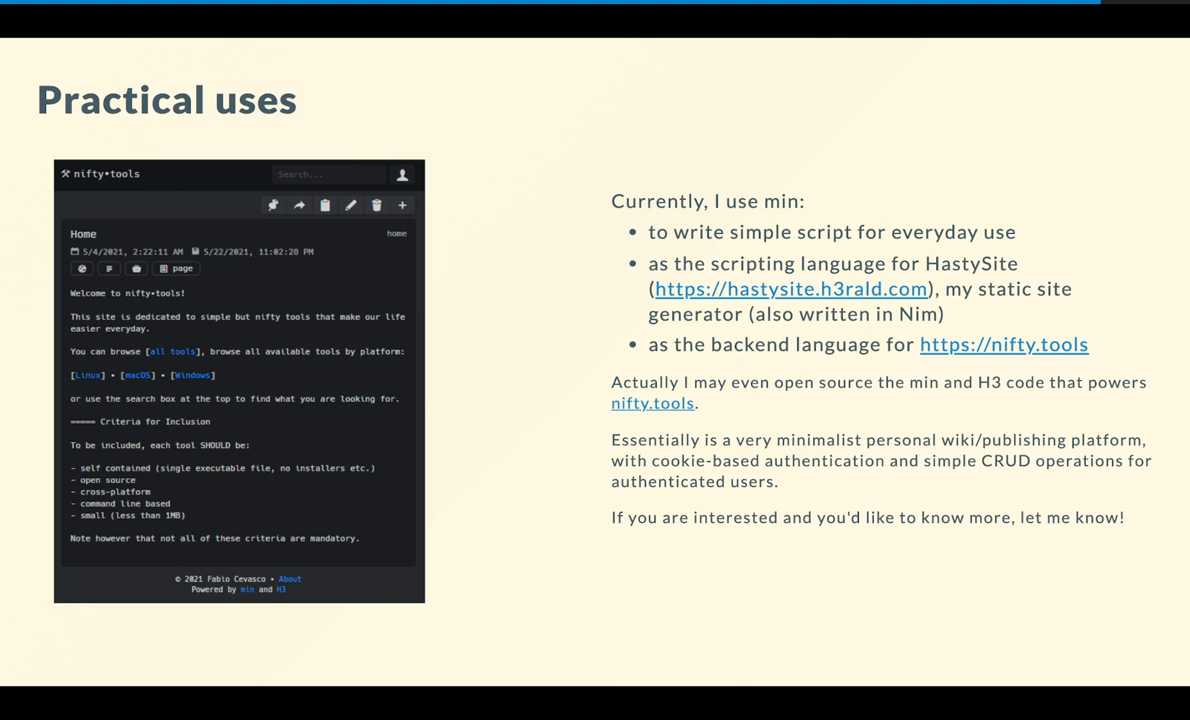 Practical uses
nifty•tools
Search...
Home
home
5/4/2021, 2:22:11 AM 5/22/2021, 11:02:28 PM
page
Welcome to nifty•tools!
This site is dedicated to simple but nifty tools that make our life
easier everyday.
You can browse [all tools], browse all available tools by platform:
[Linux] • [macOS] • [Windows]
or use the search box at the top to find what you are looking for.
===== Criteria for Inclusion
To be included, each tool SHOULD be:
- self contained (single executable file, no installers etc.)
- open source
- cross-platform
- command line based
- small (less than 1MB)
Note however that not all of these criteria are mandatory.
© 2021 Fabio Cevasco • About
Powered by min and H3
Currently, I use min:
• to write simple script for everyday use
• as the scripting language for HastySite
(https://hastysite.h3rald.com), my static site
generator (also written in Nim)
• as the backend language for https://nifty.tools
Actually I may even open source the min and H3 code that powers
nifty.tools.
Essentially is a very minimalist personal wiki/publishing platform,
with cookie-based authentication and simple CRUD operations for
authenticated users.
If you are interested and you'd like to know more, let me know!